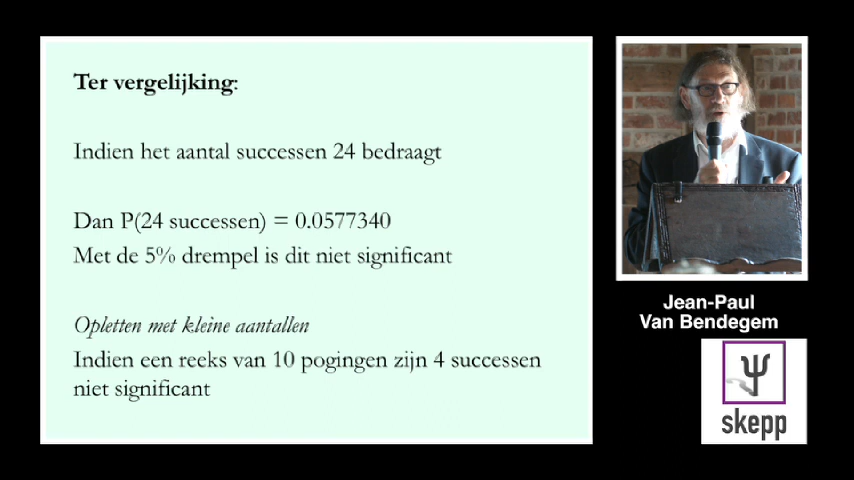 Ter vergelijking:
Indien het aantal successen 24 bedraagt
Dan P(24 successen) = 0.0577340
Met de 5% drempel is dit niet significant
Opletten met kleine aantallen
Indien een reeks van 10 pogingen zijn 4 successen
niet significant
Jean-Paul
Van Bendegem
skepp